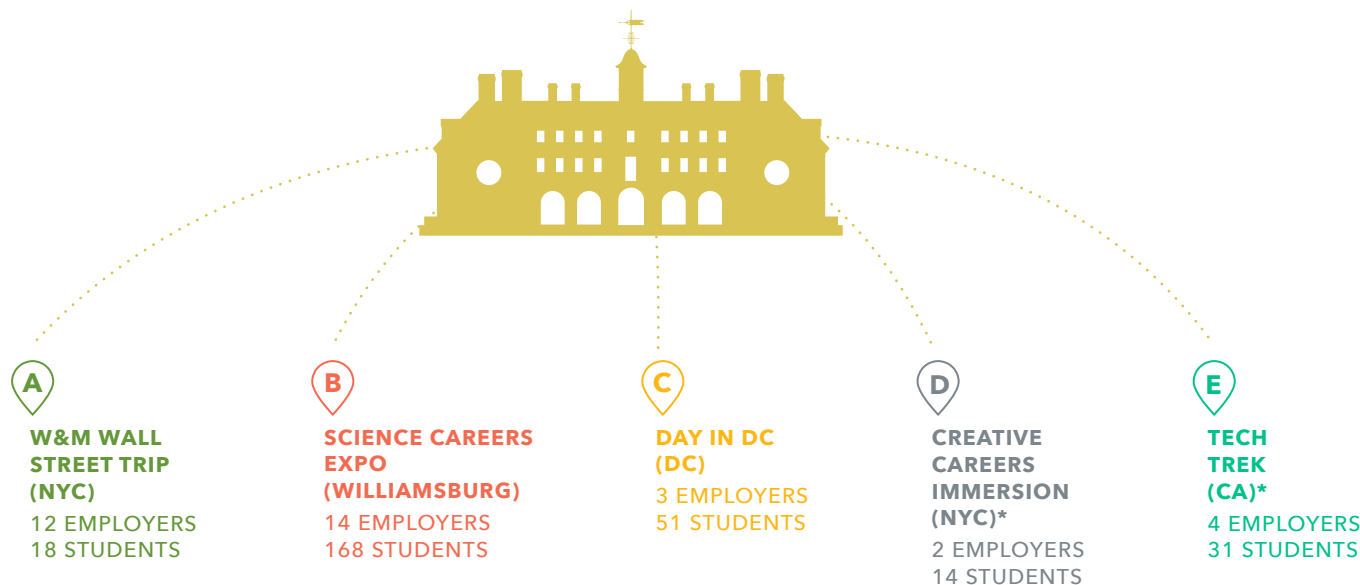 A
W&M WALL
STREET TRIP
(NYC)
12 EMPLOYERS
18 STUDENTS
B
SCIENCE CAREERS
EXPO
(WILLIAMSBURG)
14 EMPLOYERS
168 STUDENTS
C
DAY IN DC
(DC)
3 EMPLOYERS
51 STUDENTS
D
CREATIVE
CAREERS
IMMERSION
(NYC)*
2 EMPLOYERS
14 STUDENTS
E
TECH
TREK
(CA)*
4 EMPLOYERS
31 STUDENTS